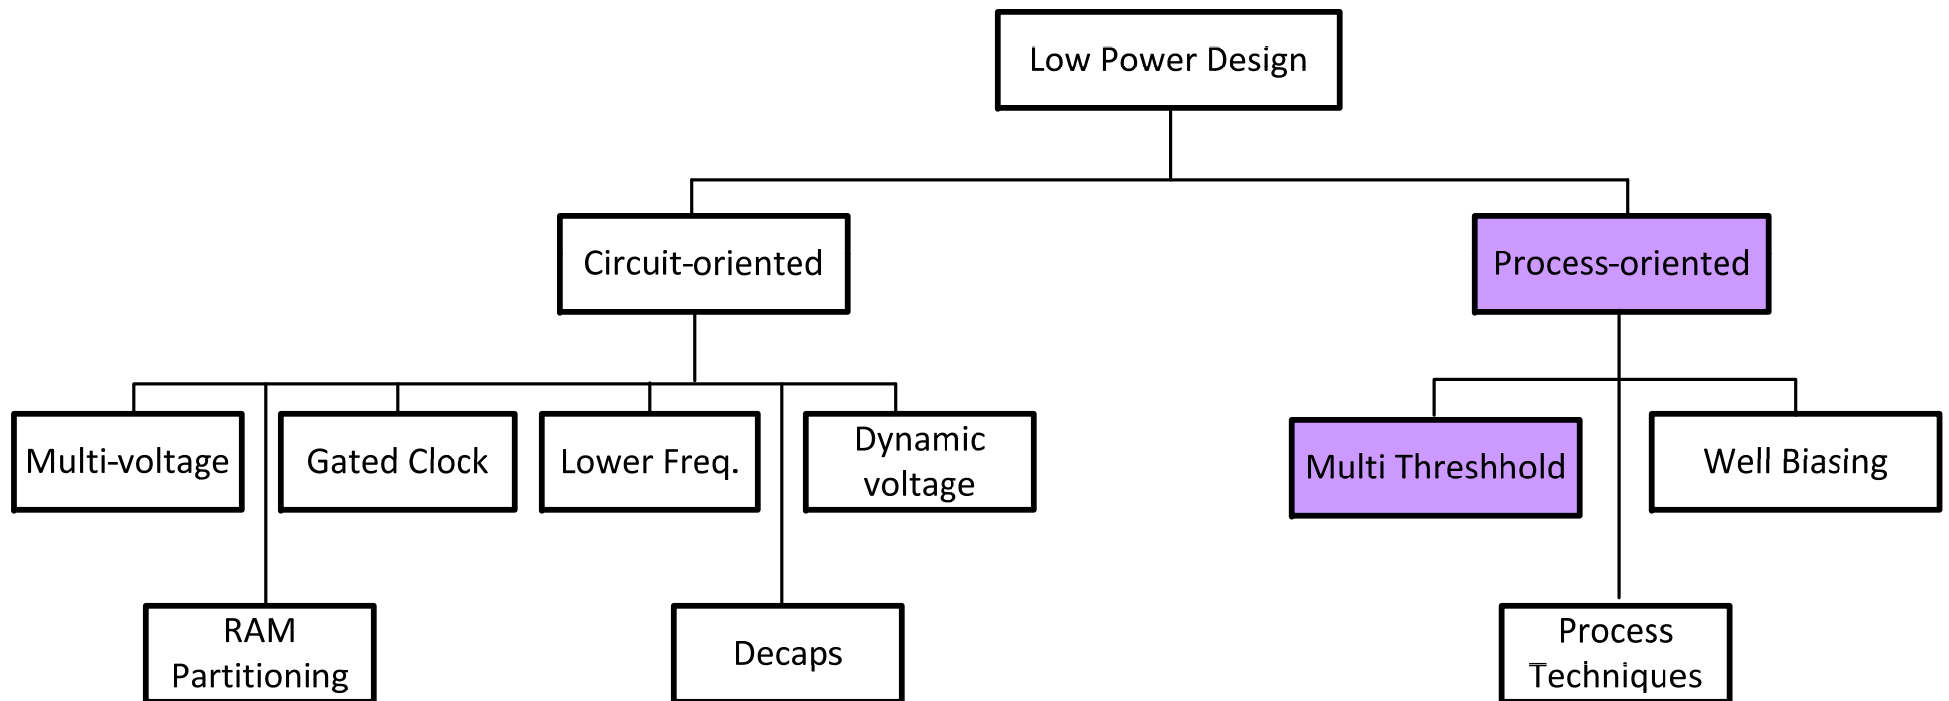 Low Power Design
Circuit-oriented
Process-oriented
Multi-voltage
Gated Clock
Lower Freq.
Dynamic
voltage
Multi Threshhold
Well Biasing
RAM
Partitioning
Decaps
Process
Techniques